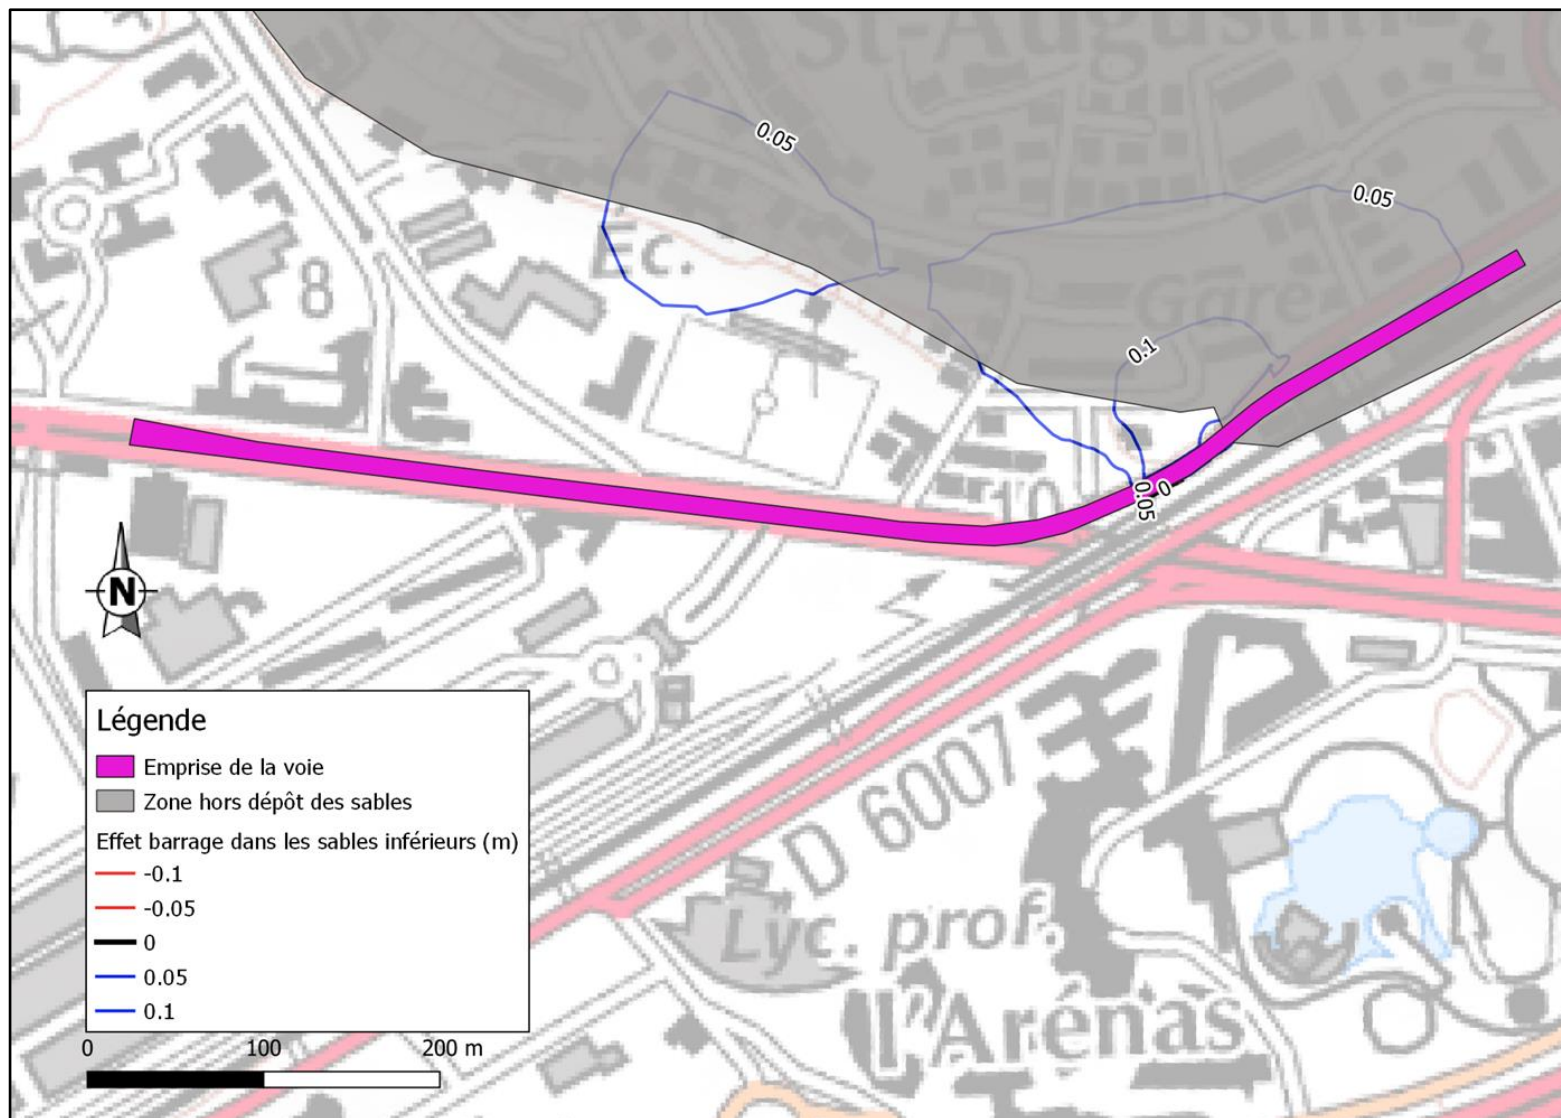 St-Augustin
0.05
0.05
Ec.
8
Gare
0.1
10
0.05
0
N
Légende
Emprise de la voie
Zone hors dépôt des sables
Effet barrage dans les sables inférieurs (m)
-0.1
-0.05
0
0.05
0.1
0 100 200 m
D 6007
Lyc. prof.
l'Arénas